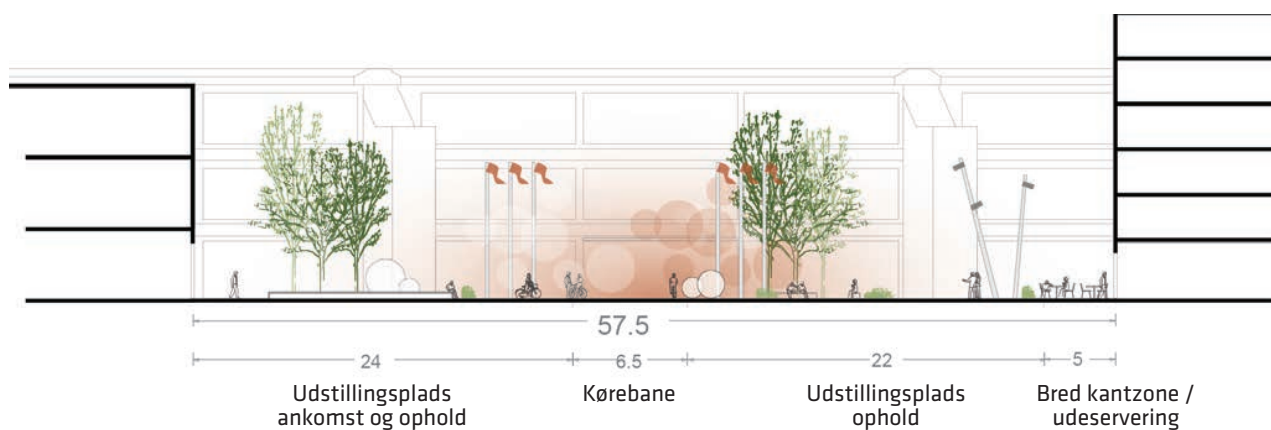 57.5
24
6.5
22
5
Udstillingsplads
ankomst og ophold
Kørebane
Udstillingsplads
ophold
Bred kantzone /
udeservering